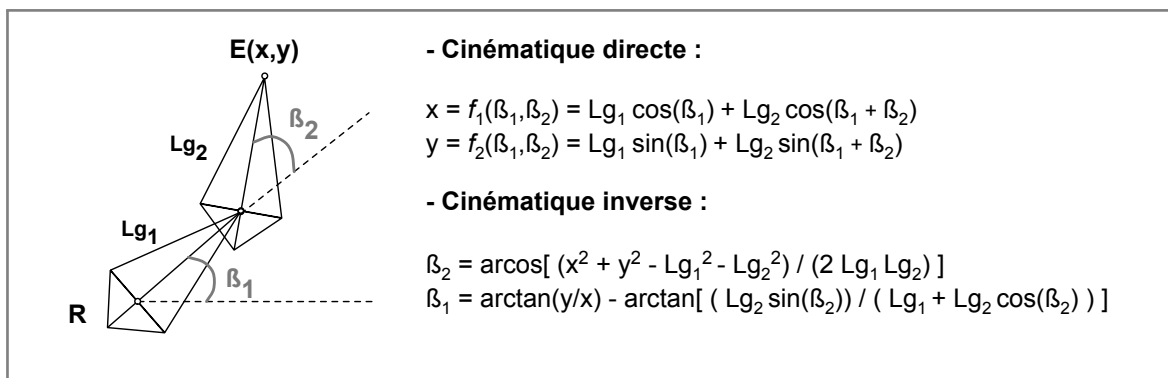 E(x,y)
ß₂
Lg₂
Lg₁
ß₁
R
- Cinématique directe :
x = f₁(ß₁,ß₂) = Lg₁ cos(ß₁) + Lg₂ cos(ß₁ + ß₂)
y = f₂(ß₁,ß₂) = Lg₁ sin(ß₁) + Lg₂ sin(ß₁ + ß₂)
- Cinématique inverse :
ß₂ = arcos[ (x² + y² - Lg₁² - Lg₂²) / (2 Lg₁ Lg₂) ]
ß₁ = arctan(y/x) - arctan[ ( Lg₂ sin(ß₂)) / ( Lg₁ + Lg₂ cos(ß₂) ) ]